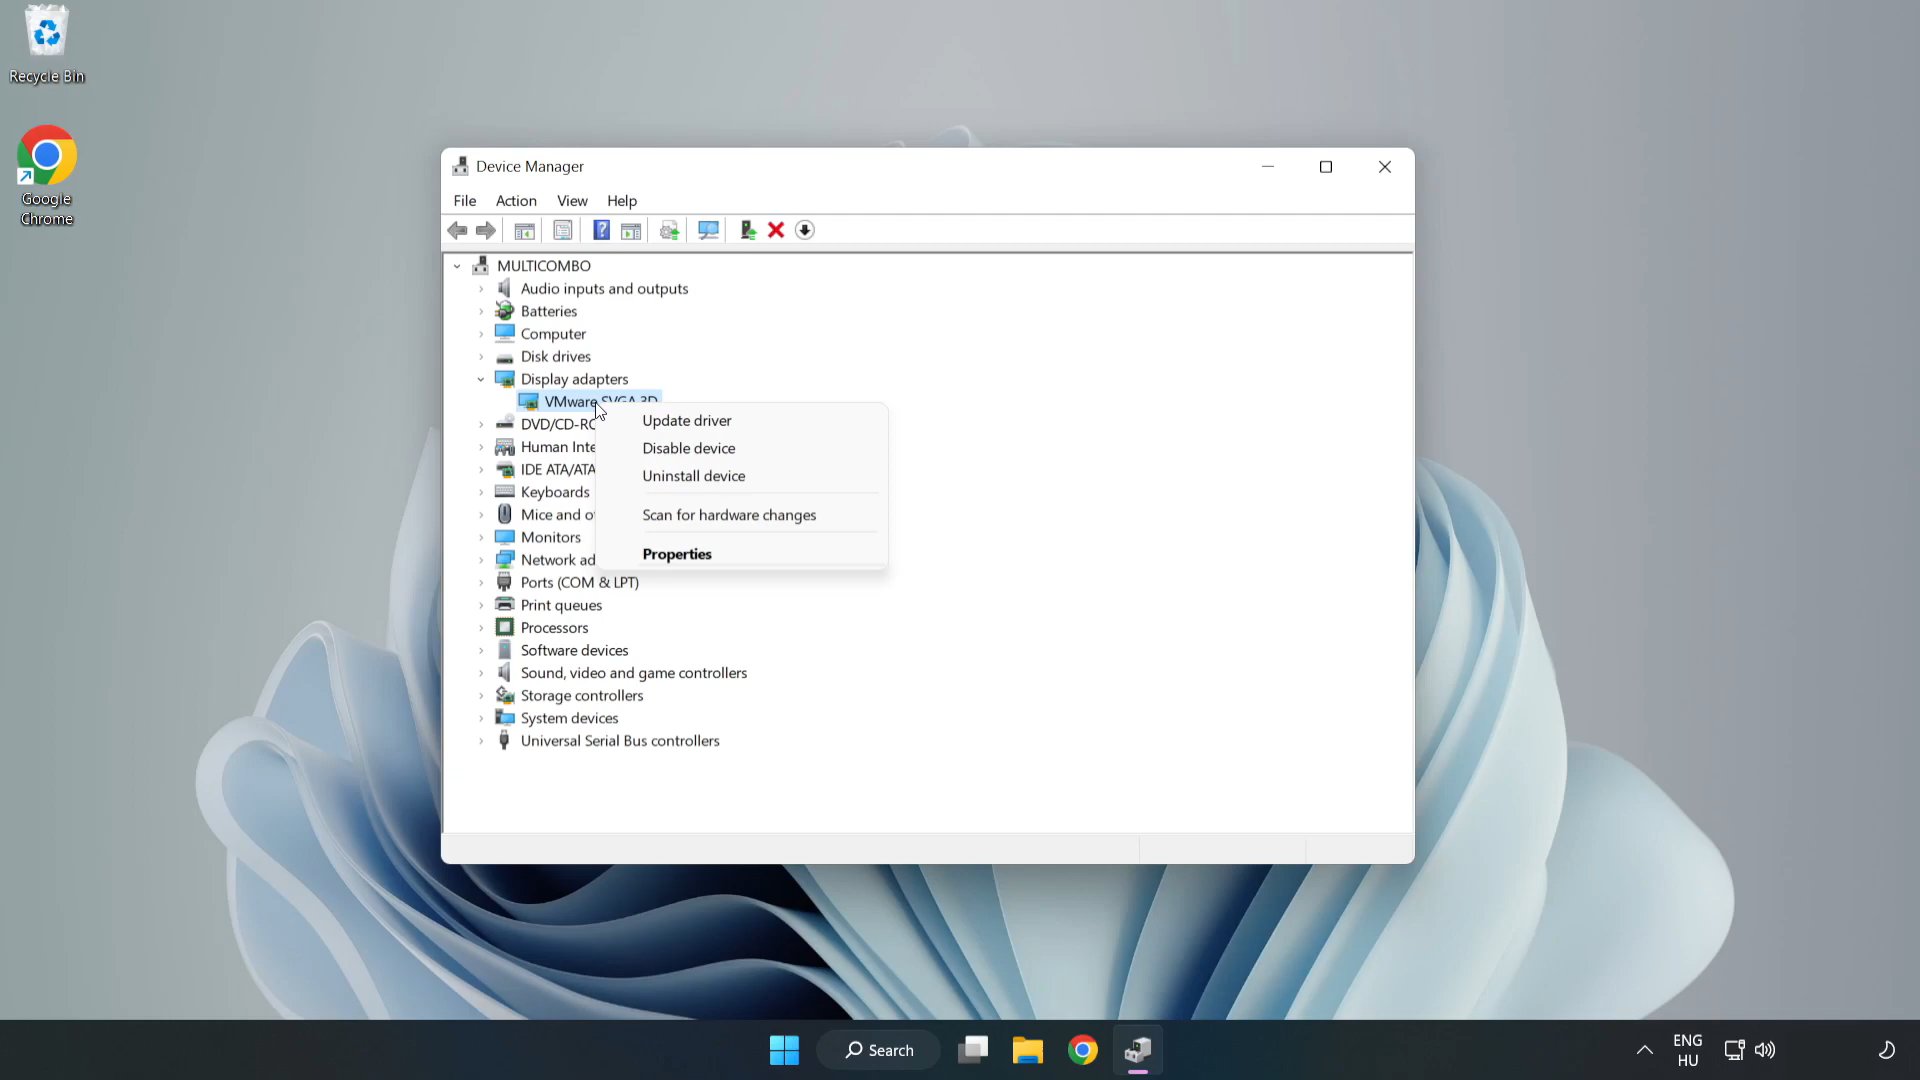 Recycle Bin
Google
Chrome
Device Manager
File Action View Help
MULTICOMBO
Audio inputs and outputs
Batteries
Computer
Disk drives
Display adapters
VMware SVGA 3D
DVD/CD-RO
Human Inte
IDE ATA/ATA
Keyboards
Mice and ot
Monitors
Network ad
Ports (COM & LPT)
Print queues
Processors
Software devices
Sound, video and game controllers
Storage controllers
System devices
Universal Serial Bus controllers
Update driver
Disable device
Uninstall device
Scan for hardware changes
Properties
Search
ENG
HU